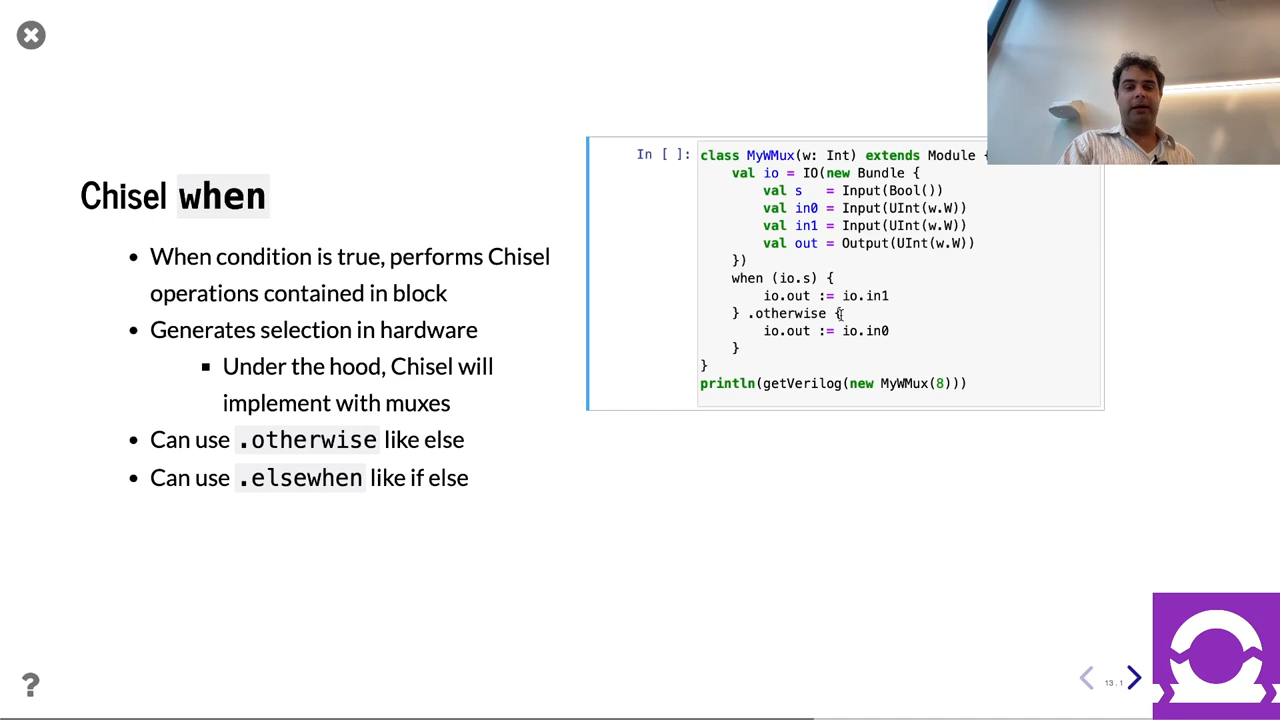 Chisel when
When condition is true, performs Chisel
operations contained in block
Generates selection in hardware
Under the hood, Chisel will
implement with muxes
Can use .otherwise like else
Can use .elsewhen like if else
In [ ]:
class MyWMux(w: Int) extends Module {
val io = IO(new Bundle {
val s   = Input(Bool())
val in0 = Input(UInt(w.W))
val in1 = Input(UInt(w.W))
val out = Output(UInt(w.W))
})
when (io.s) {
io.out := io.in1
} .otherwise {
io.out := io.in0
}
}
println(getVerilog(new MyWMux(8)))
?
13.1